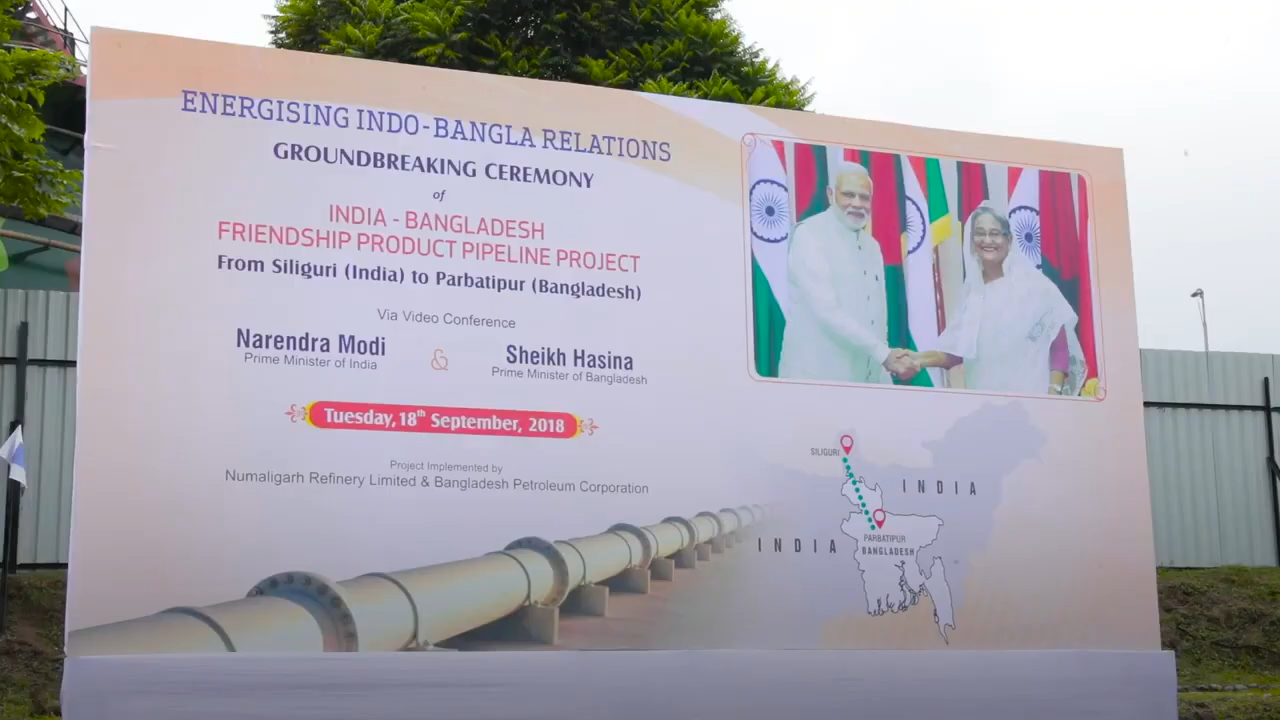 ENERGISING INDO-BANGLA RELATIONS
GROUNDBREAKING CEREMONY
of
INDIA - BANGLADESH
FRIENDSHIP PRODUCT PIPELINE PROJECT
From Siliguri (India) to Parbatipur (Bangladesh)
Via Video Conference
Narendra Modi
Prime Minister of India
&
Sheikh Hasina
Prime Minister of Bangladesh
Tuesday, 18th September, 2018
Project Implemented by
Numaligarh Refinery Limited & Bangladesh Petroleum Corporation
SILIGURI
INDIA
INDIA
PARBATIPUR
BANGLADESH